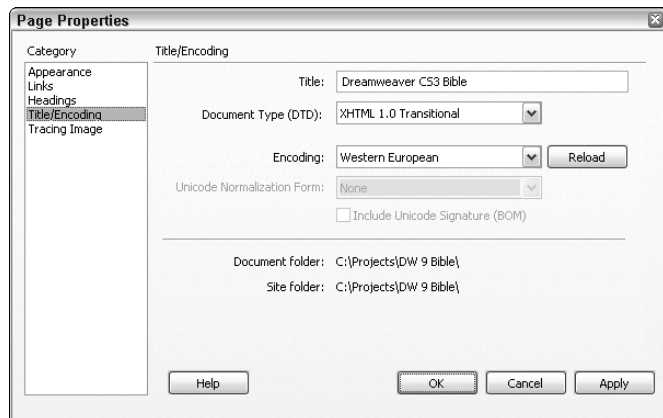 Page Properties
Category
Appearance
Links
Headings
Title/Encoding
Tracing Image
Title/Encoding
Title: Dreamweaver CS3 Bible
Document Type (DTD): XHTML 1.0 Transitional
Encoding: Western European Reload
Unicode Normalization Form: None
Include Unicode Signature (BOM)
Document folder: C:\Projects\DW 9 Bible\
Site folder: C:\Projects\DW 9 Bible\
Help OK Cancel Apply